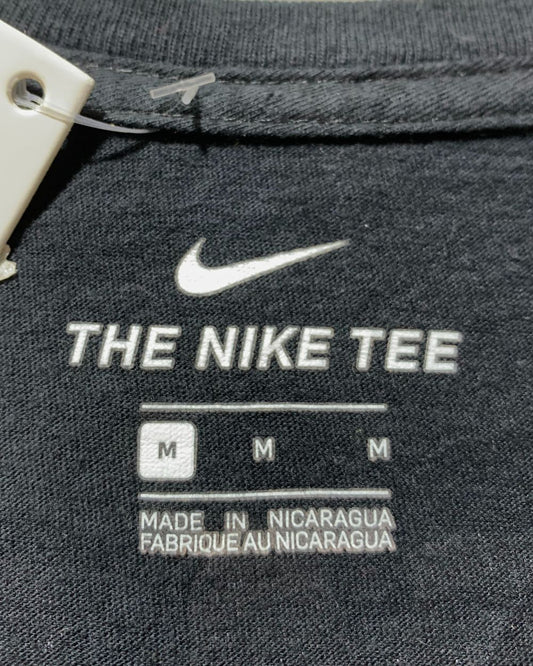 THE NIKE TEE
M M M
MADE IN NICARAGUA
FABRIQUE AU NICARAGUA